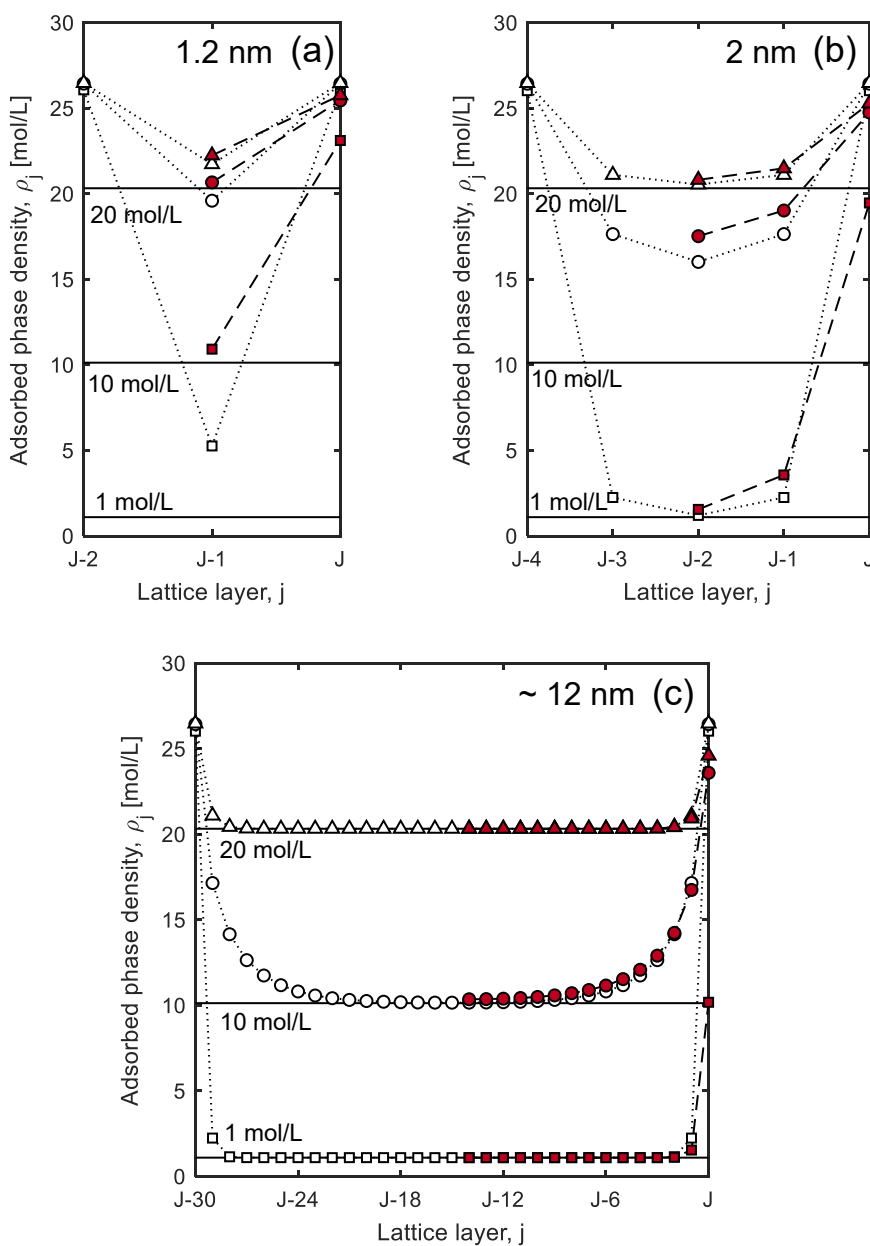 1.2 nm (a)
Adsorbed phase density, ρj [mol/L]
30
25
20
15
10
5
0
20 mol/L
10 mol/L
1 mol/L
J-2
J-1
J
Lattice layer, j
2 nm (b)
Adsorbed phase density, ρj [mol/L]
30
25
20
15
10
5
0
20 mol/L
10 mol/L
1 mol/L
J-4
J-3
J-2
J-1
J
Lattice layer, j
~ 12 nm (c)
Adsorbed phase density, ρj [mol/L]
30
25
20
15
10
5
0
20 mol/L
10 mol/L
1 mol/L
J-30
J-24
J-18
J-12
J-6
J
Lattice layer, j